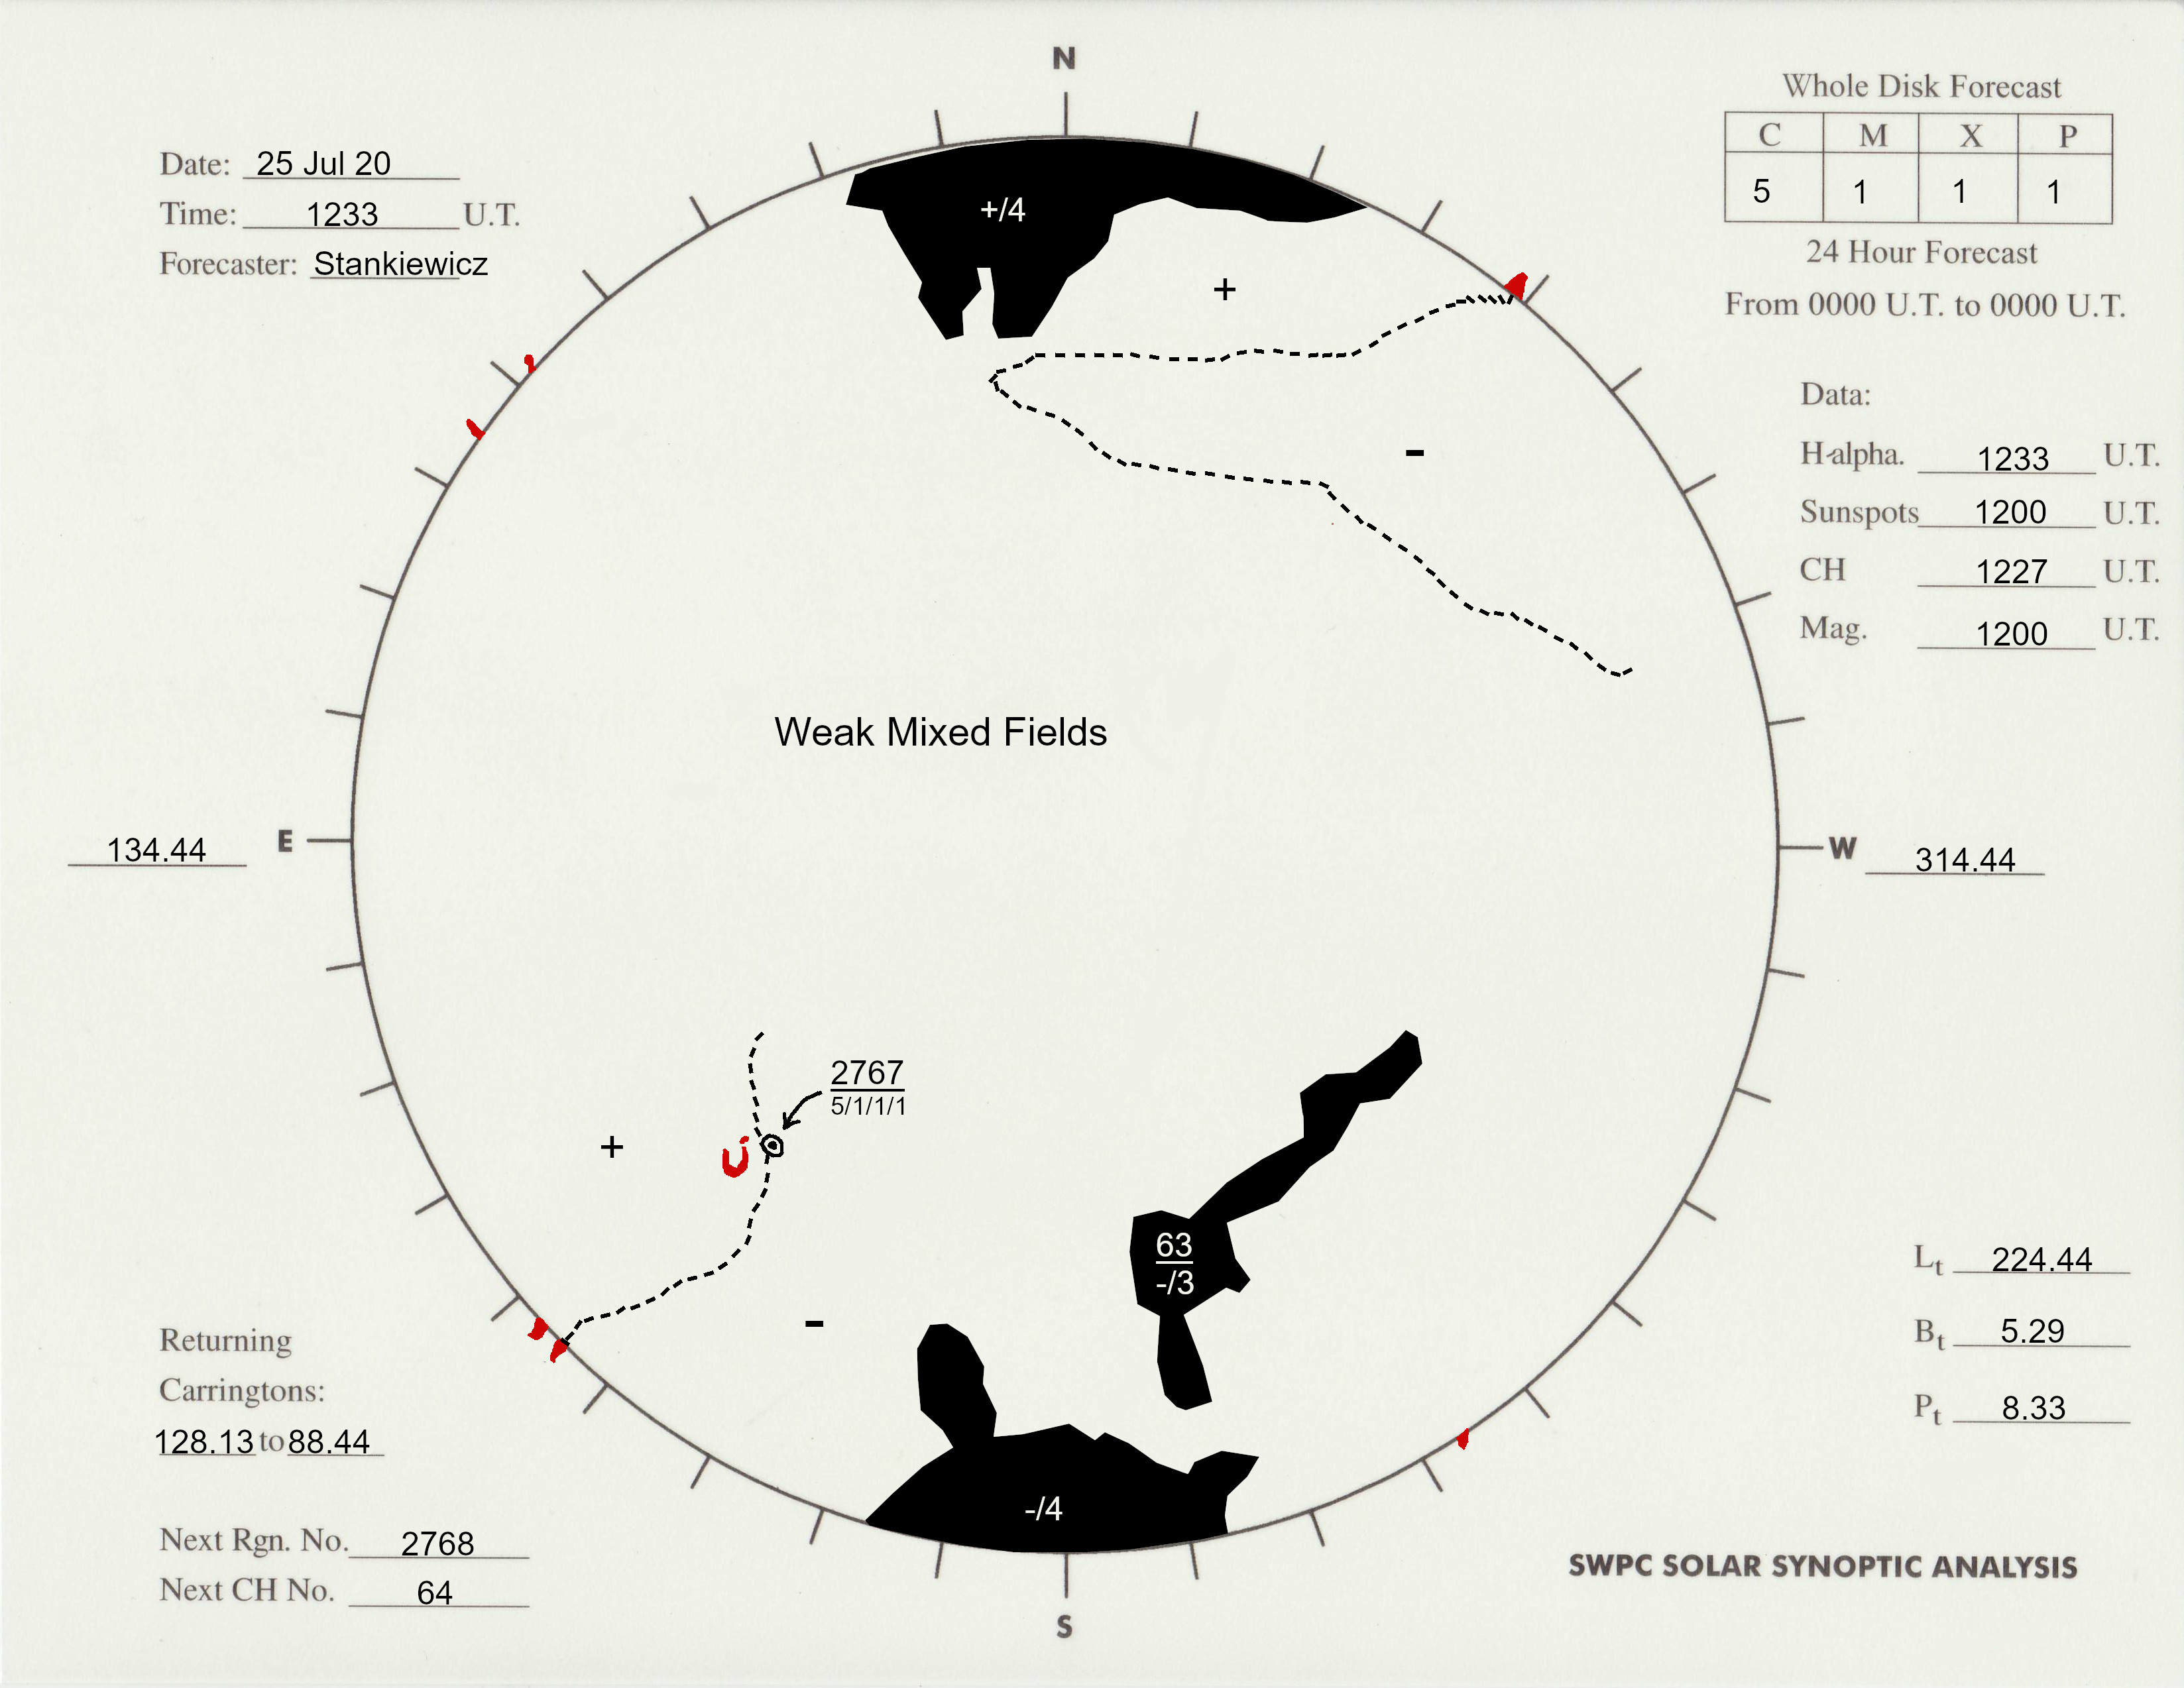 N
Whole Disk Forecast
C M X P
5 1 1 1
24 Hour Forecast
From 0000 U.T. to 0000 U.T.
Date: 25 Jul 20
Time: 1233 U.T.
Forecaster: Stankiewicz
+/4
+
-
Data:
H-alpha. 1233 U.T.
Sunspots 1200 U.T.
CH 1227 U.T.
Mag. 1200 U.T.
Weak Mixed Fields
134.44 E
W 314.44
2767
5/1/1/1
+
63
-/3
-
-/4
Lt 224.44
Bt 5.29
Pt 8.33
Returning
Carringtons:
128.13 to 88.44
Next Rgn. No. 2768
Next CH No. 64
S
SWPC SOLAR SYNOPTIC ANALYSIS